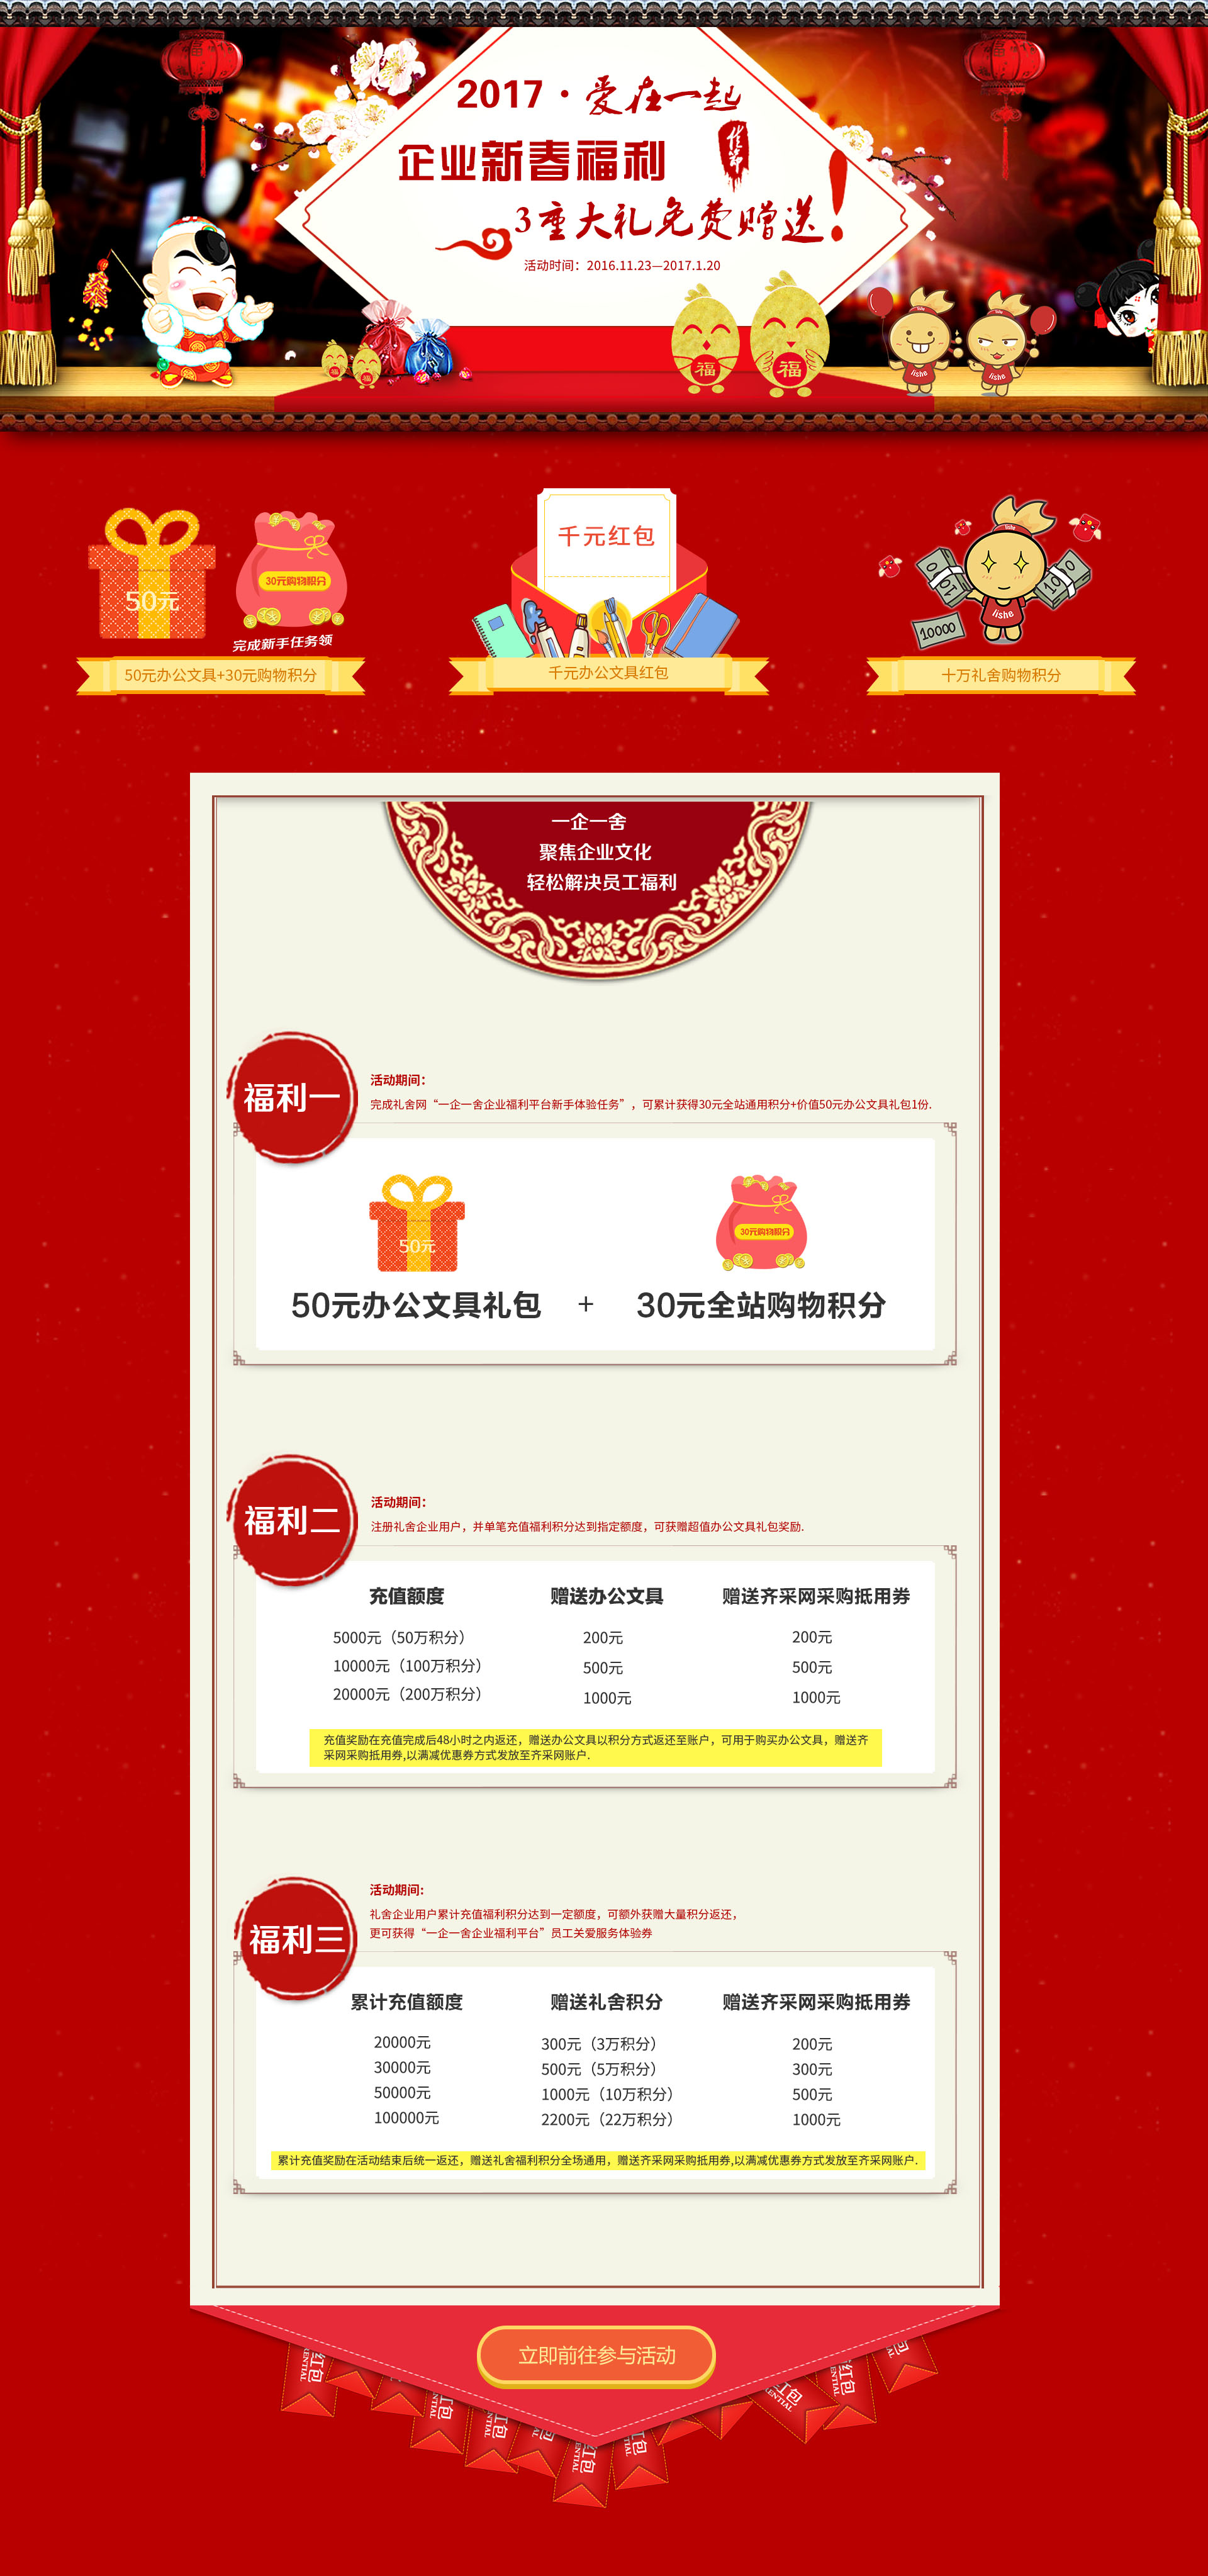 2017·爱在一起
企业新春福利
佳节
3重大礼免费赠送!
活动时间：2016.11.23—2017.1.20
福
福
福
福
lishe
lishe
lishe
lishe
50元
30元购物积分
完成新手任务领
50元办公文具+30元购物积分
千元红包
千元办公文具红包
lishe
10
10
lishe
10000
十万礼舍购物积分
一企一舍
聚焦企业文化
轻松解决员工福利
福利一
活动期间：
完成礼舍网“一企一舍企业福利平台新手体验任务”，可累计获得30元全站通用积分+价值50元办公文具礼包1份.
50元
30元购物积分
50元办公文具礼包 + 30元全站购物积分
福利二
活动期间：
注册礼舍企业用户，并单笔充值福利积分达到指定额度，可获赠超值办公文具礼包奖励.
充值额度 赠送办公文具 赠送齐采网采购抵用券
5000元（50万积分） 200元 200元
10000元（100万积分） 500元 500元
20000元（200万积分） 1000元 1000元
充值奖励在充值完成后48小时之内返还，赠送办公文具以积分方式返还至账户，可用于购买办公文具，赠送齐
采网采购抵用券,以满减优惠券方式发放至齐采网账户.
福利三
活动期间:
礼舍企业用户累计充值福利积分达到一定额度，可额外获赠大量积分返还，
更可获得“一企一舍企业福利平台”员工关爱服务体验券
累计充值额度 赠送礼舍积分 赠送齐采网采购抵用券
20000元 300元（3万积分） 200元
30000元 500元（5万积分） 300元
50000元 1000元（10万积分） 500元
100000元 2200元（22万积分） 1000元
累计充值奖励在活动结束后统一返还，赠送礼舍福利积分全场通用，赠送齐采网采购抵用券,以满减优惠券方式发放至齐采网账户.
立即前往参与活动
红包
红包
红包
红包
红包
红包